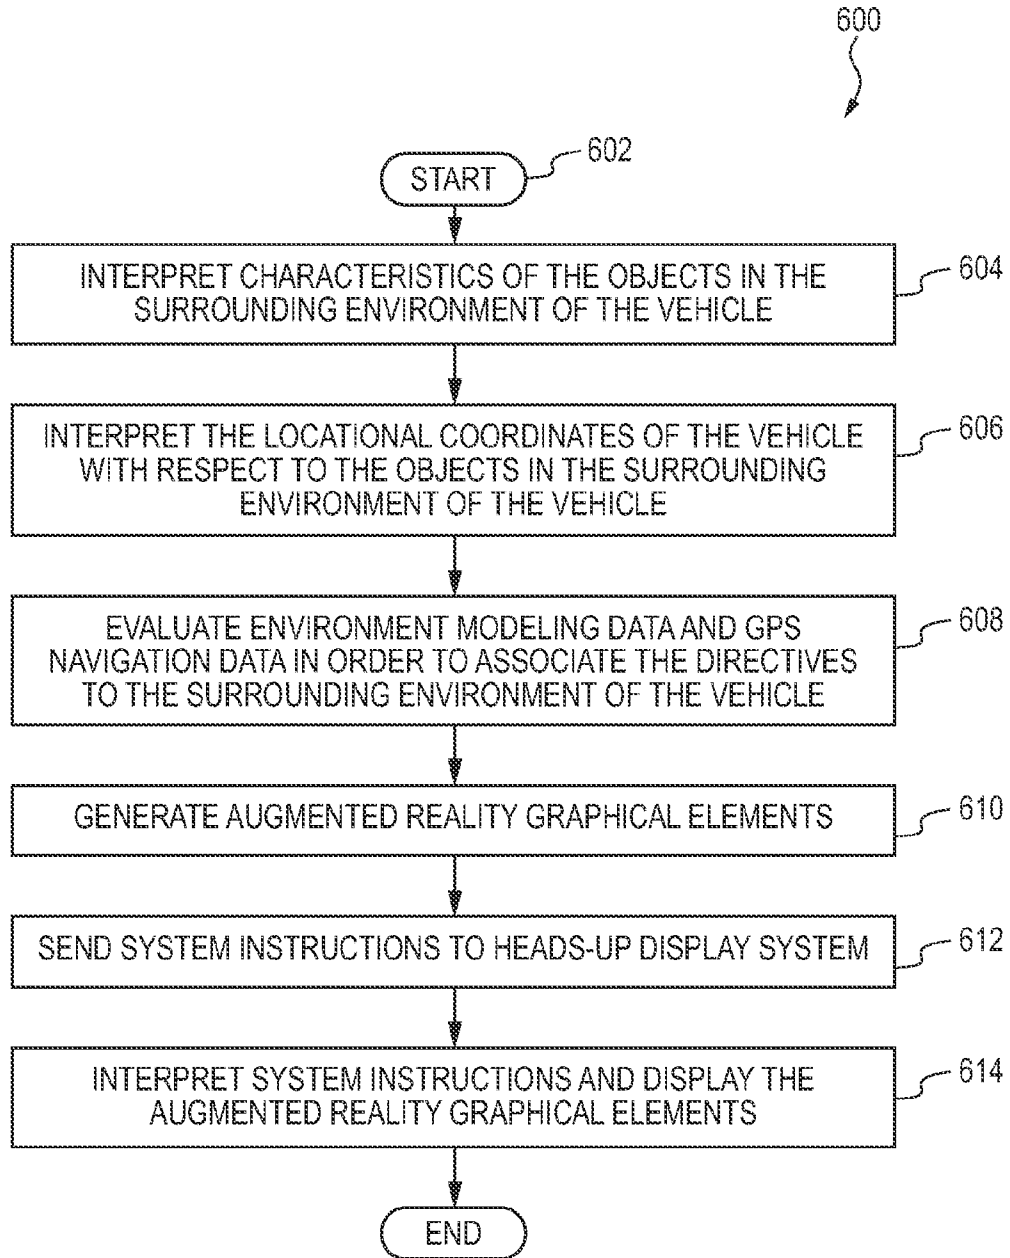 600
START
602
INTERPRET CHARACTERISTICS OF THE OBJECTS IN THE
SURROUNDING ENVIRONMENT OF THE VEHICLE
604
INTERPRET THE LOCATIONAL COORDINATES OF THE VEHICLE
WITH RESPECT TO THE OBJECTS IN THE SURROUNDING
ENVIRONMENT OF THE VEHICLE
606
EVALUATE ENVIRONMENT MODELING DATA AND GPS
NAVIGATION DATA IN ORDER TO ASSOCIATE THE DIRECTIVES
TO THE SURROUNDING ENVIRONMENT OF THE VEHICLE
608
GENERATE AUGMENTED REALITY GRAPHICAL ELEMENTS
610
SEND SYSTEM INSTRUCTIONS TO HEADS-UP DISPLAY SYSTEM
612
INTERPRET SYSTEM INSTRUCTIONS AND DISPLAY THE
AUGMENTED REALITY GRAPHICAL ELEMENTS
614
END